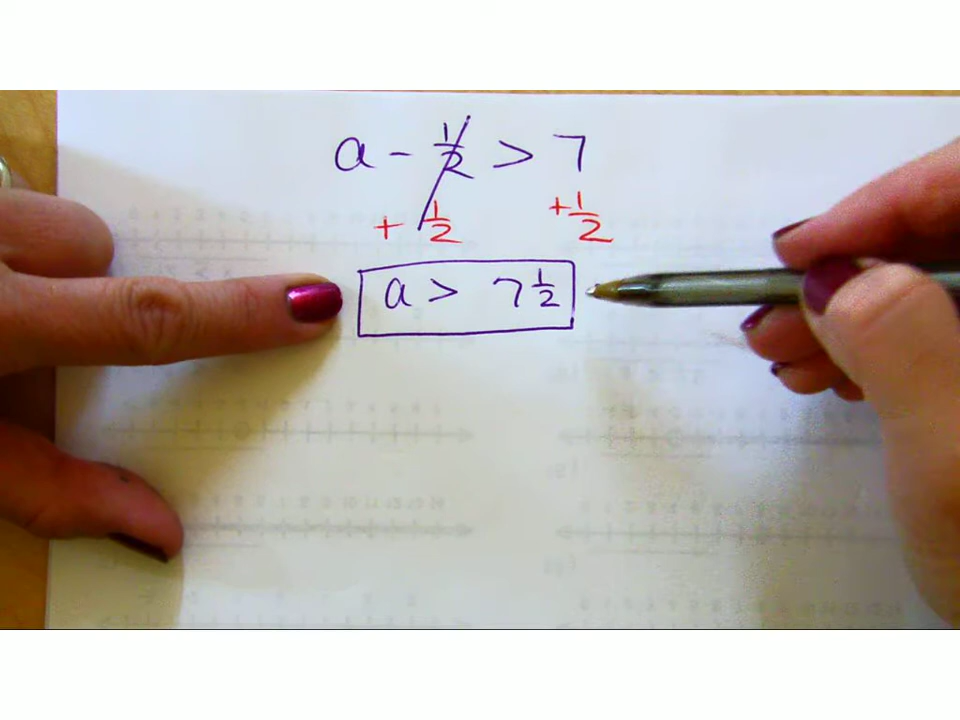 a - 1/2 > 7
+ 1/2 + 1/2
a > 7 1/2